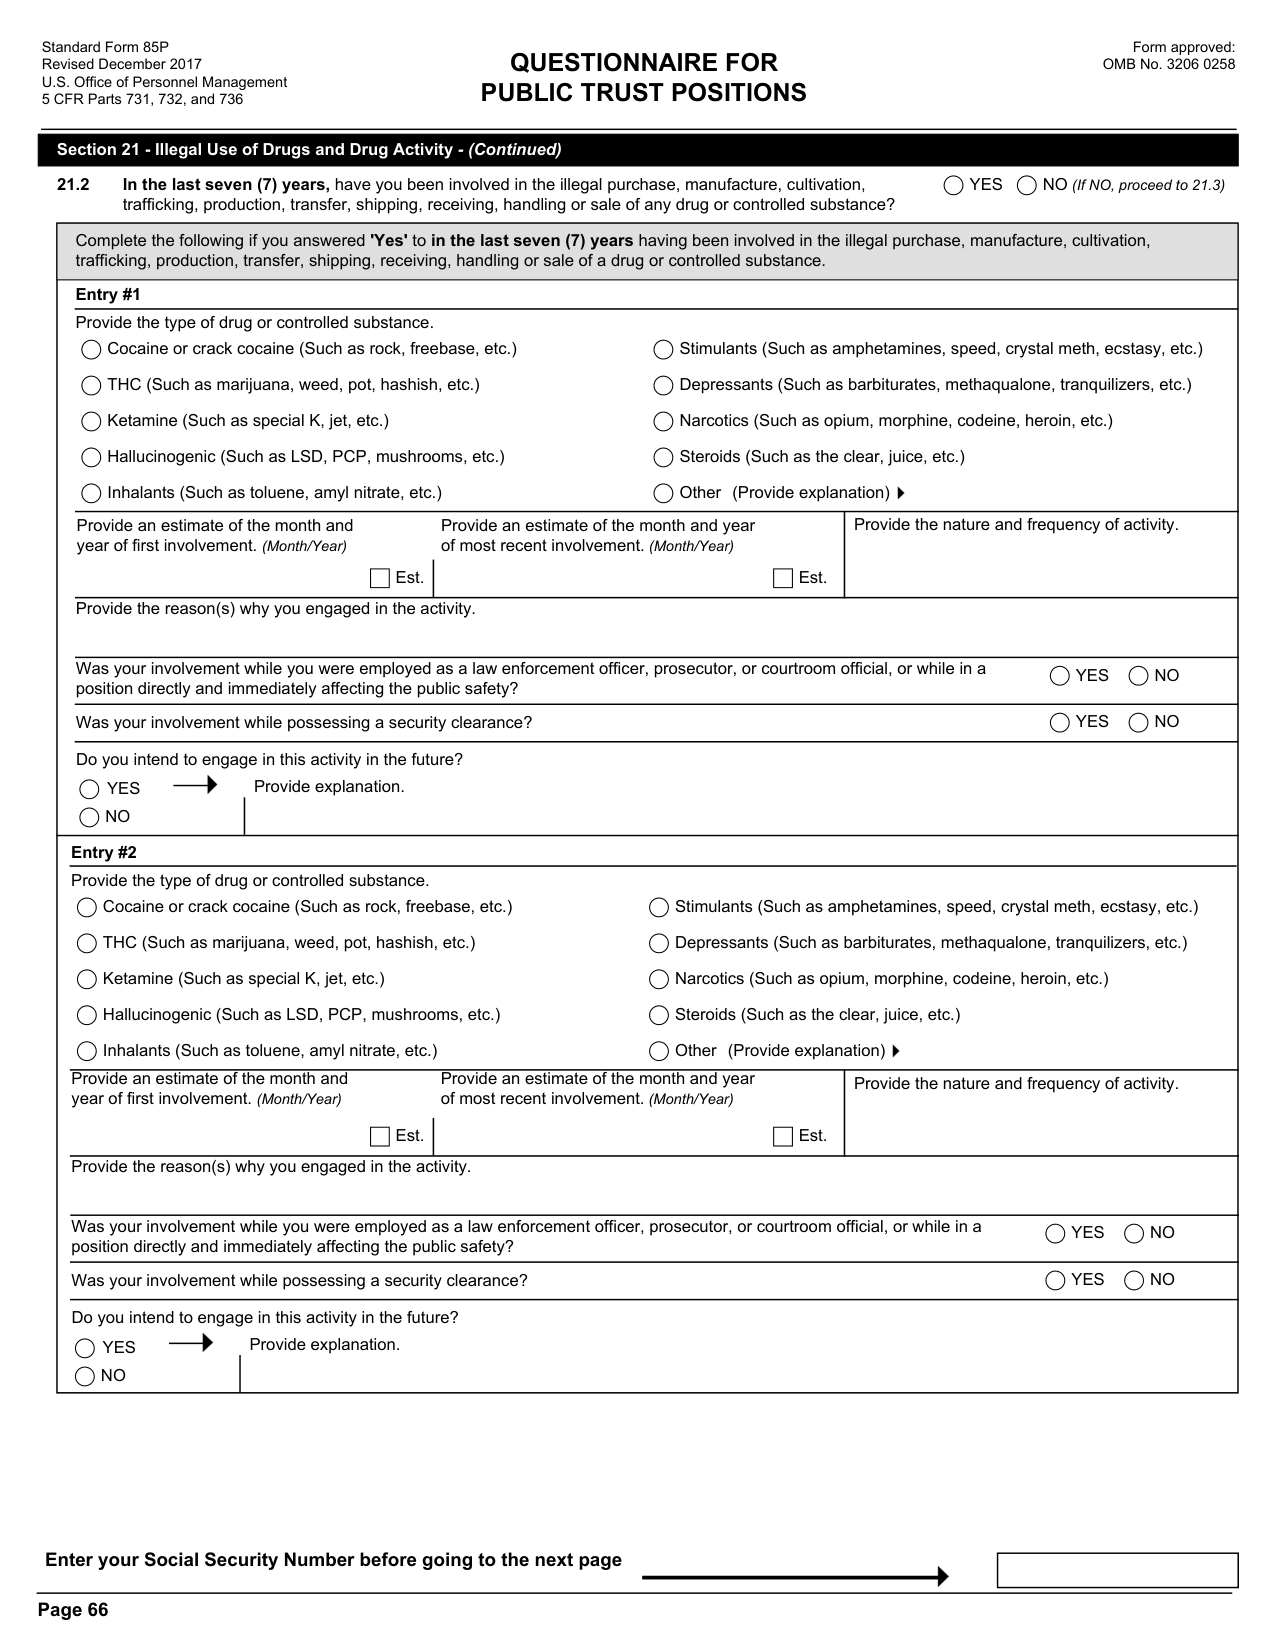 Standard Form 85P
Revised December 2017
U.S. Office of Personnel Management
5 CFR Parts 731, 732, and 736
QUESTIONNAIRE FOR
PUBLIC TRUST POSITIONS
Form approved:
OMB No. 3206 0258
Section 21 - Illegal Use of Drugs and Drug Activity - (Continued)
21.2 In the last seven (7) years, have you been involved in the illegal purchase, manufacture, cultivation,
trafficking, production, transfer, shipping, receiving, handling or sale of any drug or controlled substance?
YES NO (If NO, proceed to 21.3)
Complete the following if you answered 'Yes' to in the last seven (7) years having been involved in the illegal purchase, manufacture, cultivation,
trafficking, production, transfer, shipping, receiving, handling or sale of a drug or controlled substance.
Entry #1
Provide the type of drug or controlled substance.
Cocaine or crack cocaine (Such as rock, freebase, etc.)
Stimulants (Such as amphetamines, speed, crystal meth, ecstasy, etc.)
THC (Such as marijuana, weed, pot, hashish, etc.)
Depressants (Such as barbiturates, methaqualone, tranquilizers, etc.)
Ketamine (Such as special K, jet, etc.)
Narcotics (Such as opium, morphine, codeine, heroin, etc.)
Hallucinogenic (Such as LSD, PCP, mushrooms, etc.)
Steroids (Such as the clear, juice, etc.)
Inhalants (Such as toluene, amyl nitrate, etc.)
Other (Provide explanation)
Provide an estimate of the month and
year of first involvement. (Month/Year)
Est.
Provide an estimate of the month and year
of most recent involvement. (Month/Year)
Est.
Provide the nature and frequency of activity.
Provide the reason(s) why you engaged in the activity.
Was your involvement while you were employed as a law enforcement officer, prosecutor, or courtroom official, or while in a
position directly and immediately affecting the public safety?
YES NO
Was your involvement while possessing a security clearance?
YES NO
Do you intend to engage in this activity in the future?
YES
Provide explanation.
NO
Entry #2
Provide the type of drug or controlled substance.
Cocaine or crack cocaine (Such as rock, freebase, etc.)
Stimulants (Such as amphetamines, speed, crystal meth, ecstasy, etc.)
THC (Such as marijuana, weed, pot, hashish, etc.)
Depressants (Such as barbiturates, methaqualone, tranquilizers, etc.)
Ketamine (Such as special K, jet, etc.)
Narcotics (Such as opium, morphine, codeine, heroin, etc.)
Hallucinogenic (Such as LSD, PCP, mushrooms, etc.)
Steroids (Such as the clear, juice, etc.)
Inhalants (Such as toluene, amyl nitrate, etc.)
Other (Provide explanation)
Provide an estimate of the month and
year of first involvement. (Month/Year)
Est.
Provide an estimate of the month and year
of most recent involvement. (Month/Year)
Est.
Provide the nature and frequency of activity.
Provide the reason(s) why you engaged in the activity.
Was your involvement while you were employed as a law enforcement officer, prosecutor, or courtroom official, or while in a
position directly and immediately affecting the public safety?
YES NO
Was your involvement while possessing a security clearance?
YES NO
Do you intend to engage in this activity in the future?
YES
Provide explanation.
NO
Enter your Social Security Number before going to the next page
Page 66